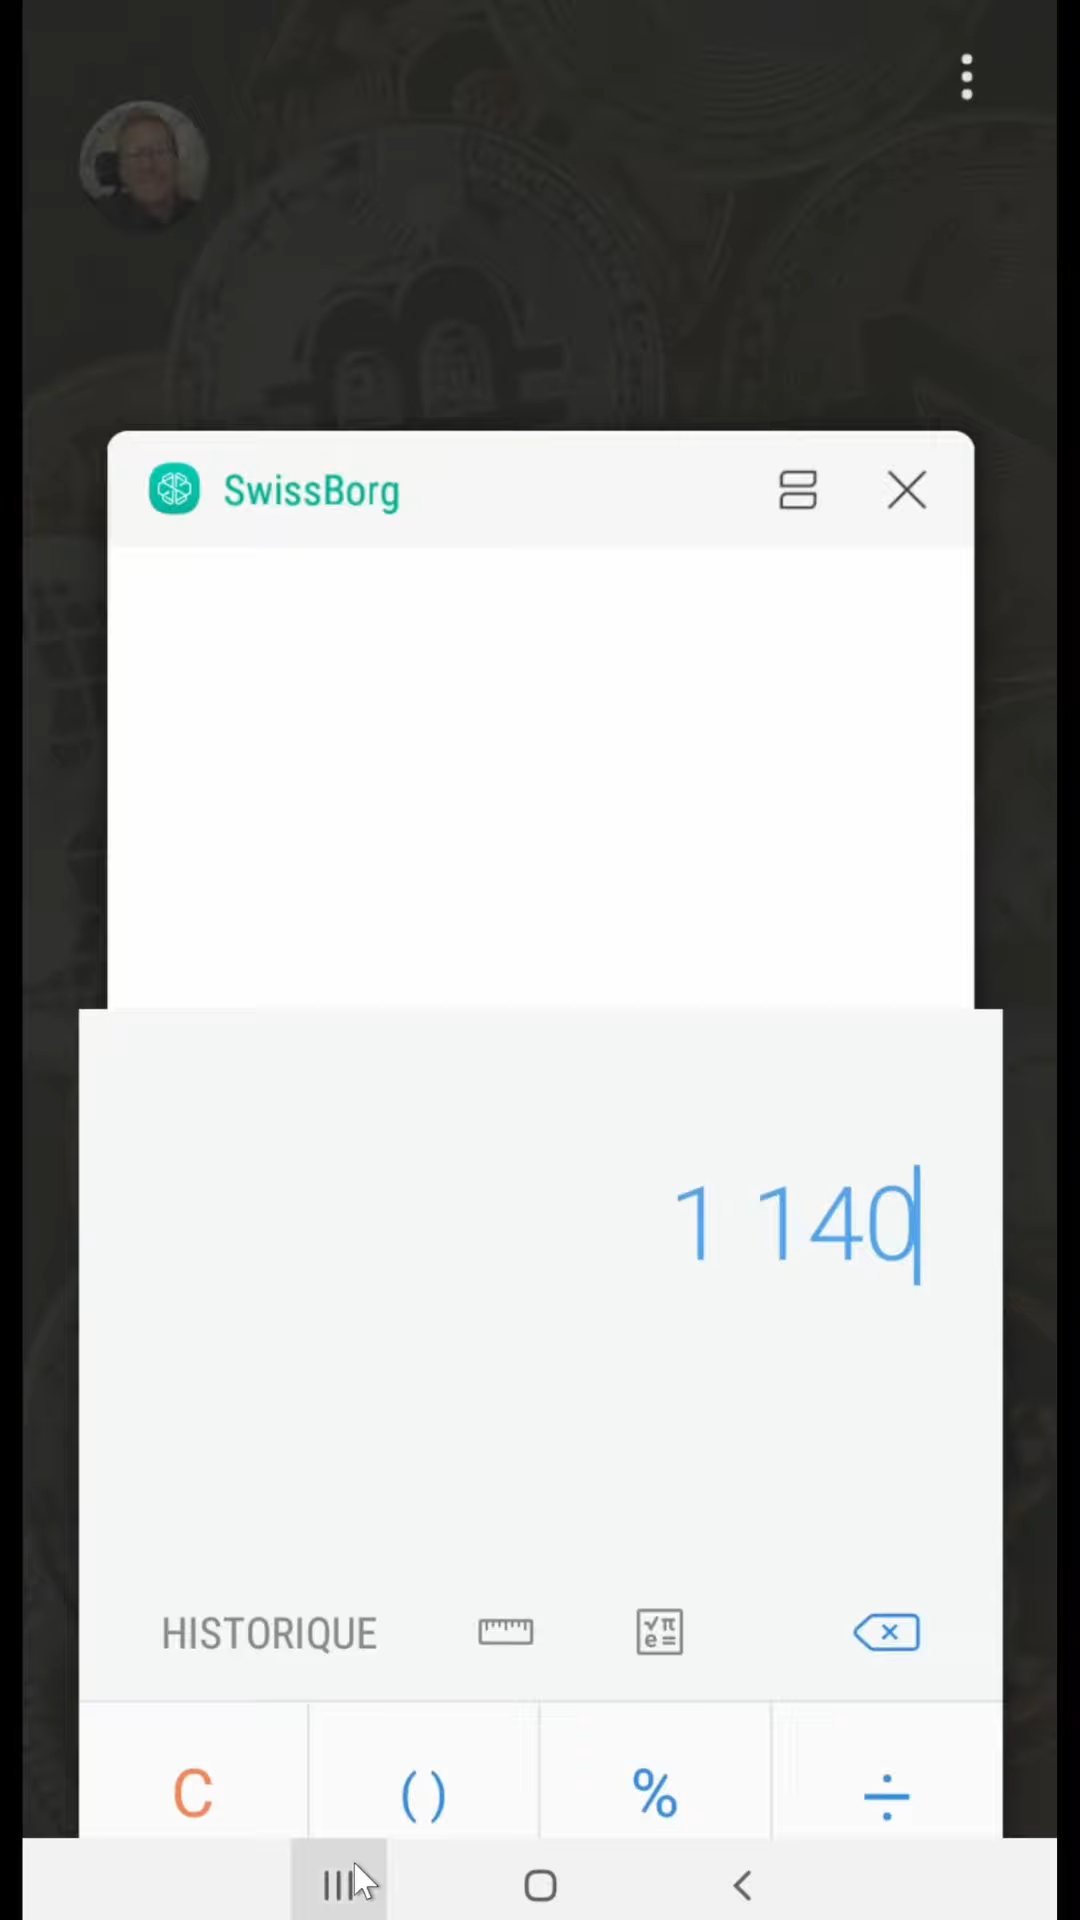 SwissBorg
1 140
HISTORIQUE
√π
e=
C
( )
%
÷